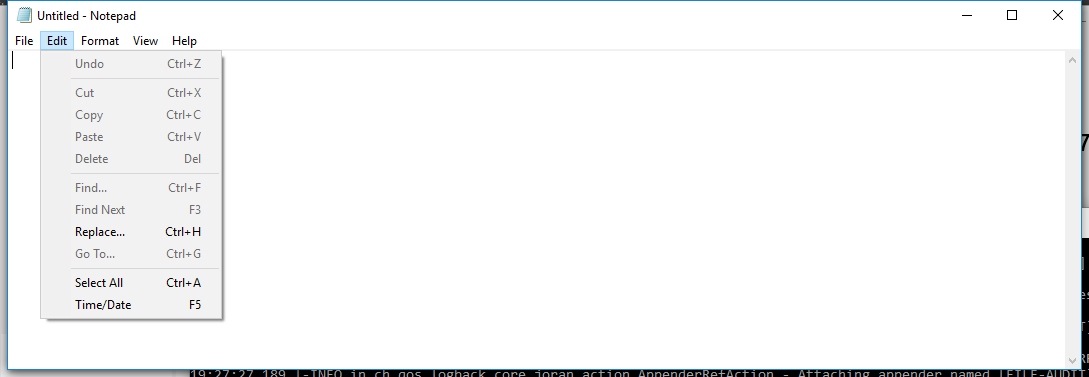 Untitled - Notepad
File Edit Format View Help
Undo Ctrl+Z
Cut Ctrl+X
Copy Ctrl+C
Paste Ctrl+V
Delete Del
Find... Ctrl+F
Find Next F3
Replace... Ctrl+H
Go To... Ctrl+G
Select All Ctrl+A
Time/Date F5
19:27:27,189 |-INFO in ch.qos.logback.core.joran.action.AppenderRefAction - Attaching appender named [FILE-AUDIT